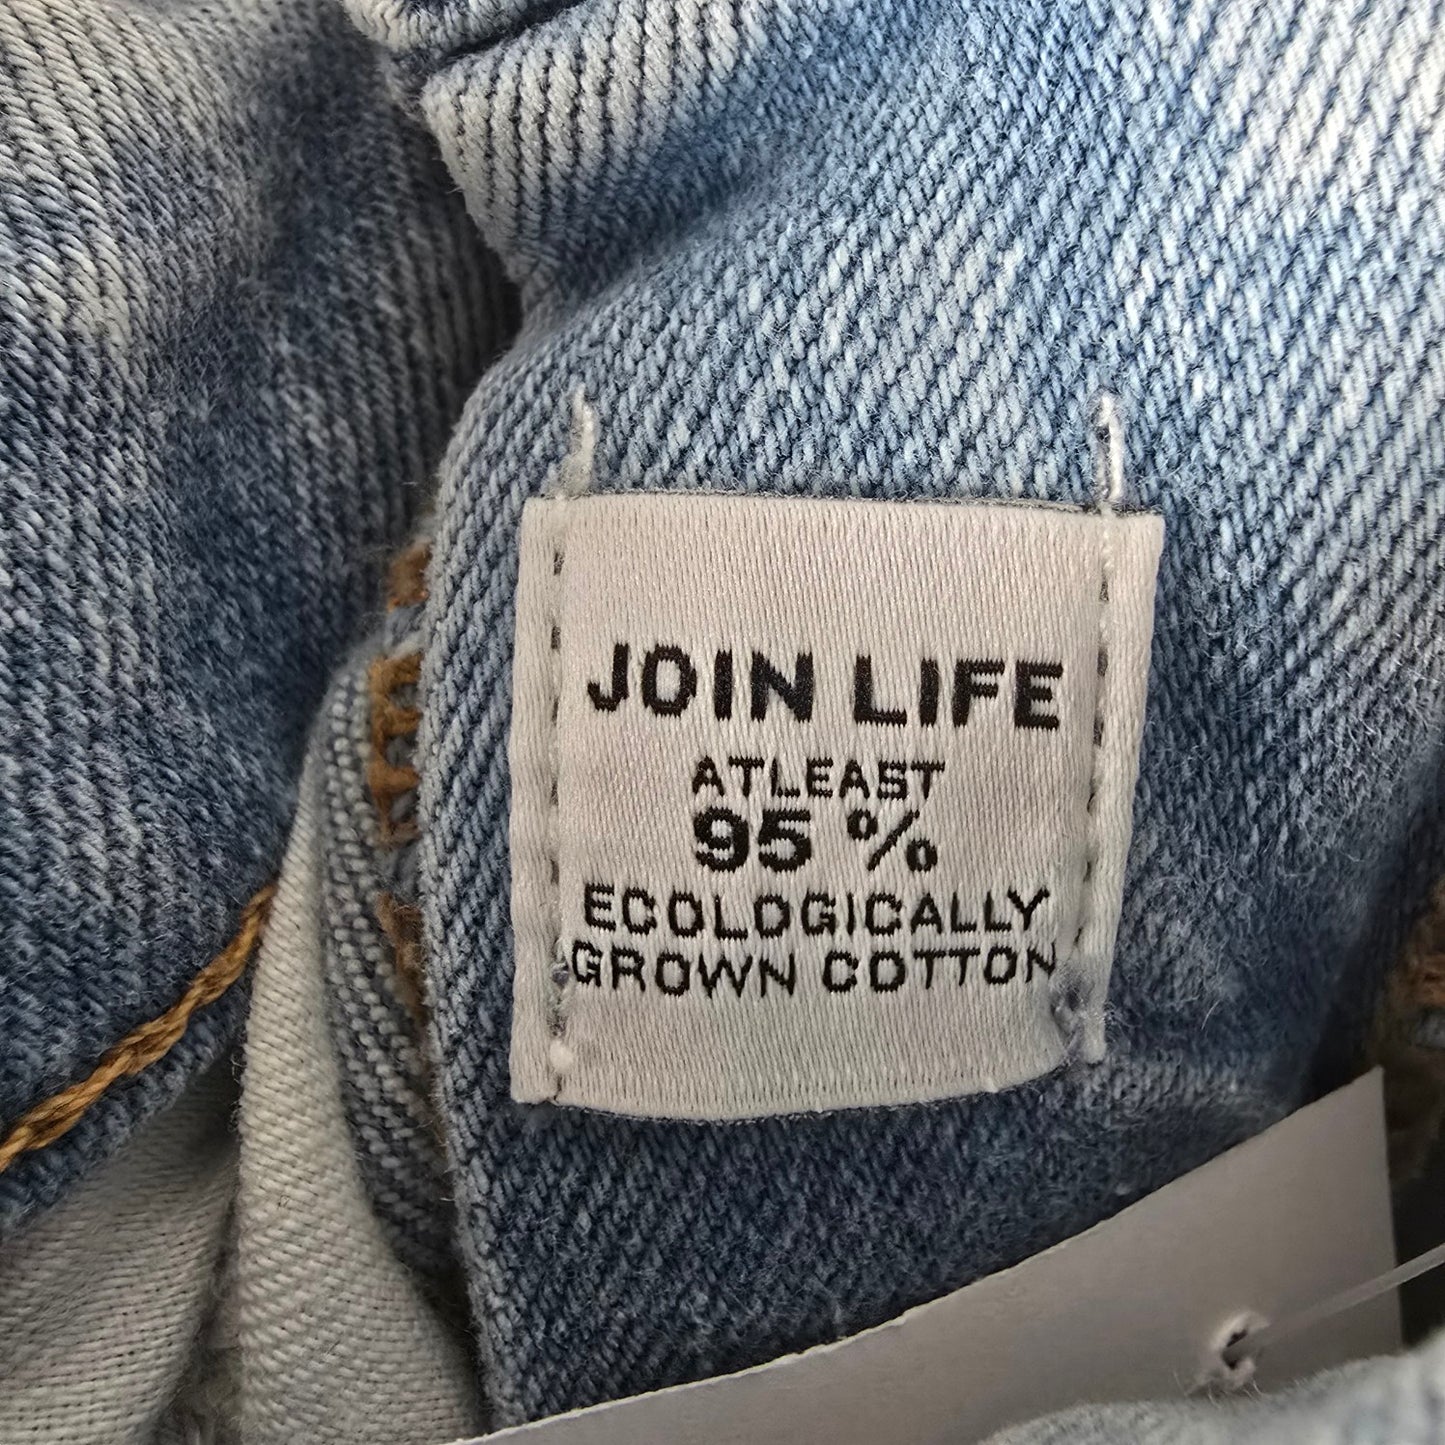 JOIN LIFE
ATLEAST
95 %
ECOLOGICALLY
GROWN COTTON